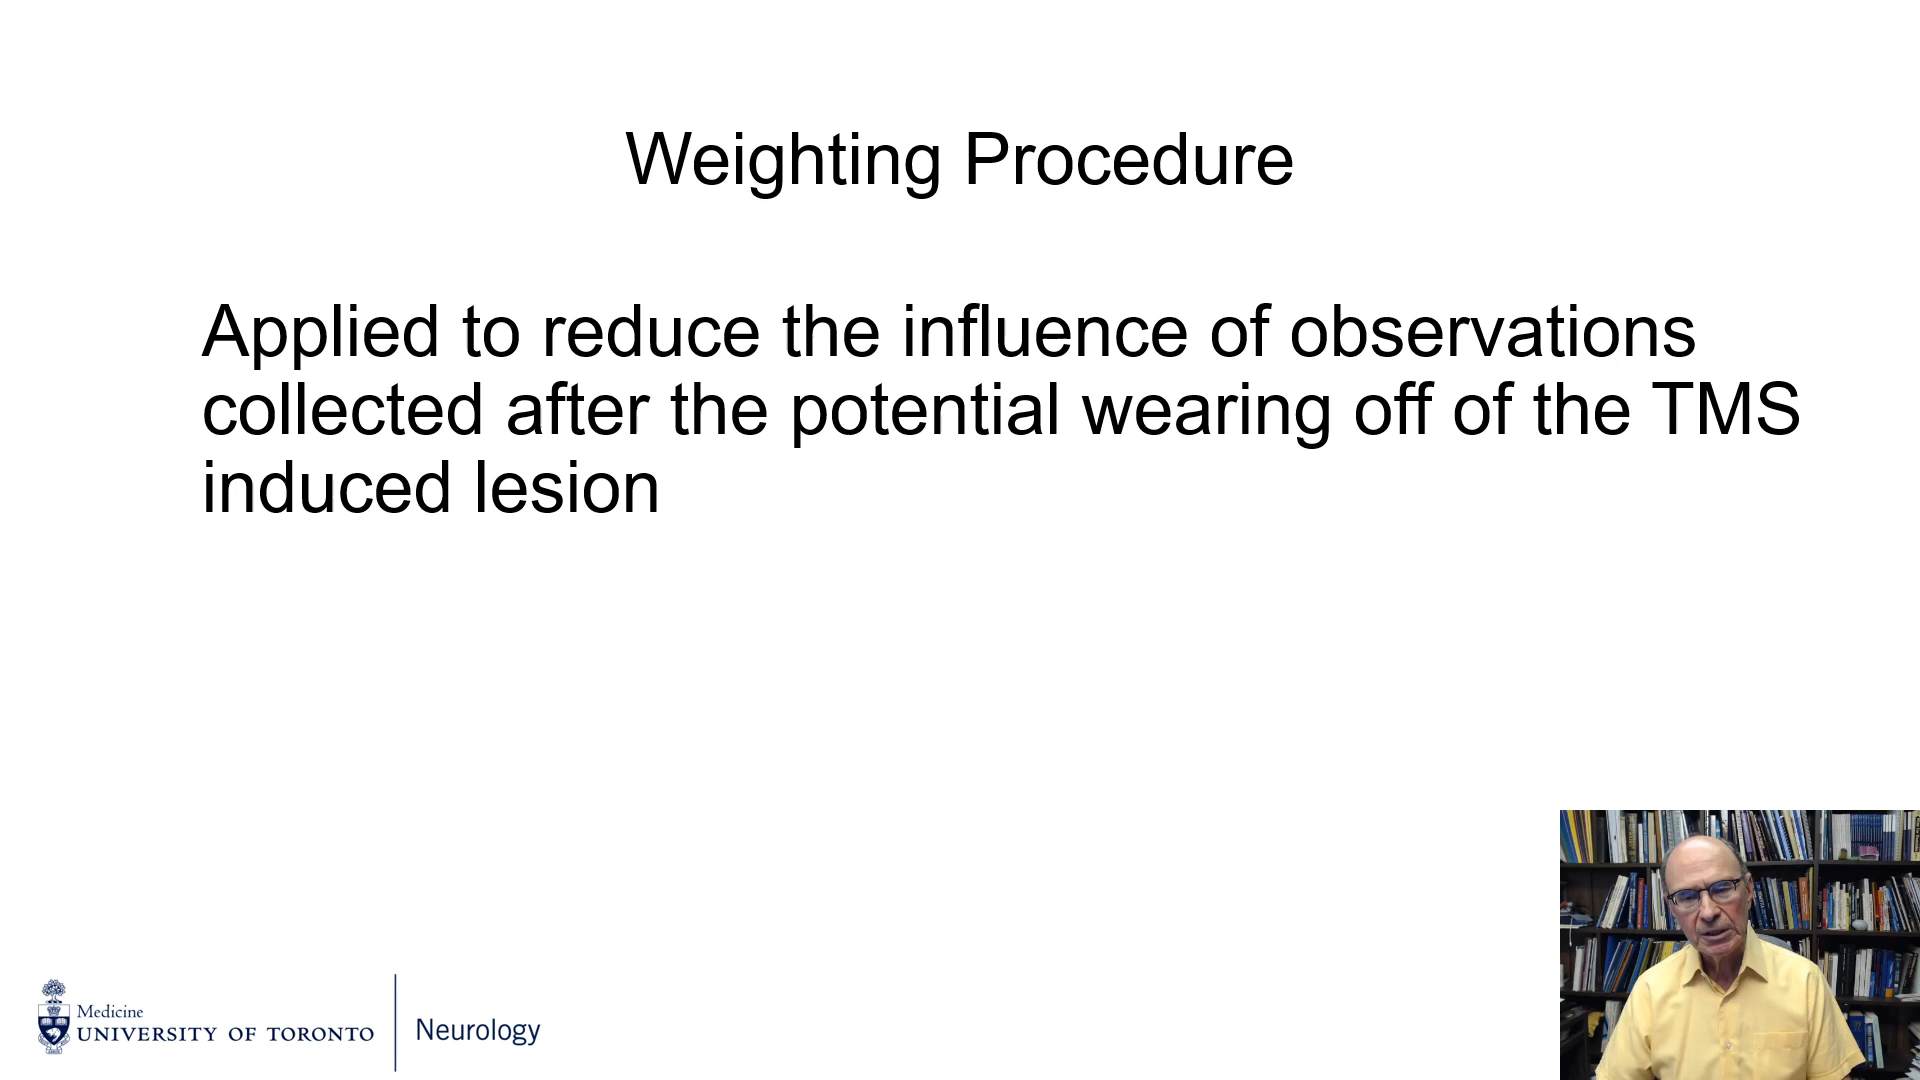 Weighting Procedure
Applied to reduce the influence of observations
collected after the potential wearing off of the TMS
induced lesion
Medicine
UNIVERSITY OF TORONTO
Neurology